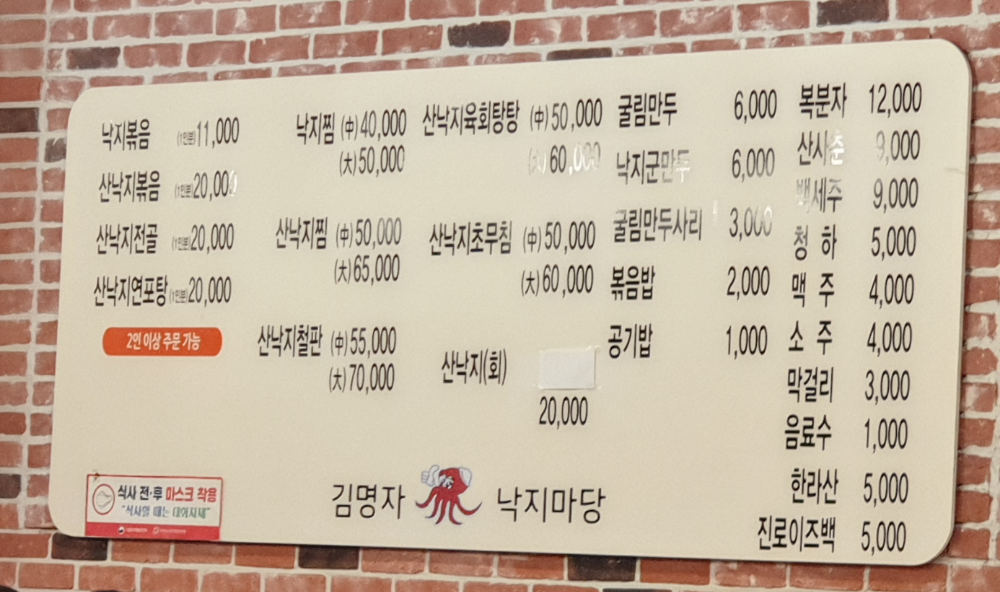 낙지볶음 (1인분)11,000
산낙지볶음 (1인분)20,000
산낙지전골 (1인분)20,000
산낙지연포탕(1인분)20,000
2인 이상 주문 가능
낙지찜 (中)40,000
(大)50,000
산낙지찜 (中)50,000
(大)65,000
산낙지철판 (中)55,000
(大)70,000
산낙지육회탕탕 (中)50,000
(大)60,000
산낙지초무침 (中)50,000
(大)60,000
산낙지(회)
20,000
굴림만두 6,000
낙지군만두 6,000
굴림만두사리 3,000
볶음밥 2,000
공기밥 1,000
복분자 12,000
산사춘 9,000
백세주 9,000
청 하 5,000
맥 주 4,000
소 주 4,000
막걸리 3,000
음료수 1,000
한라산 5,000
진로이즈백 5,000
식사 전·후 마스크 착용
"식사할 때는 대화자제"
김명자 낙지마당